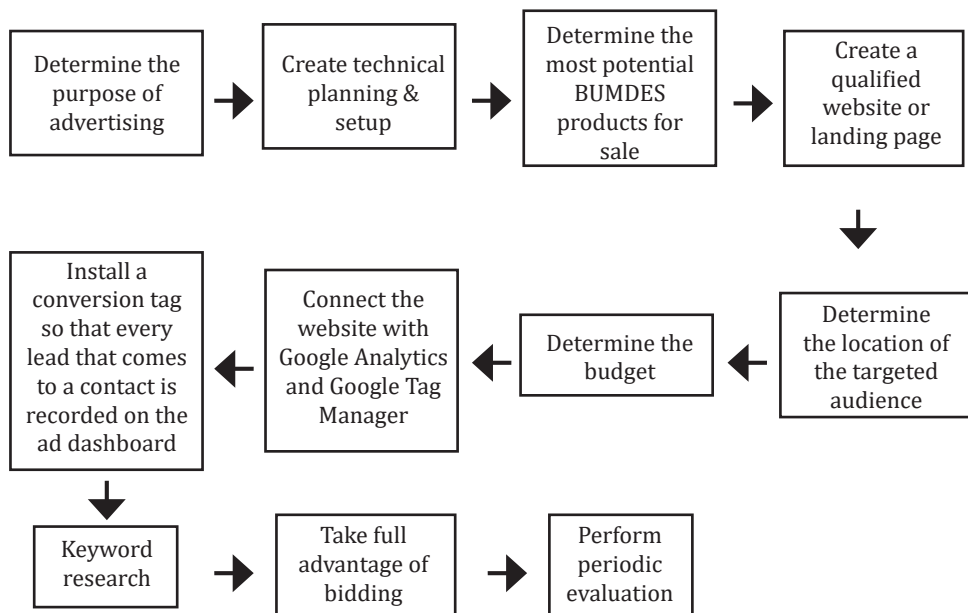 Determine the
purpose of
advertising
Create technical
planning &
setup
Determine the
most potential
BUMDES
products for
sale
Create a
qualified
website or
landing page
Determine
the location of
the targeted
audience
Determine the
budget
Connect the
website with
Google Analytics
and Google Tag
Manager
Install a
conversion tag
so that every
lead that comes
to a contact is
recorded on the
ad dashboard
Keyword
research
Take full
advantage of
bidding
Perform
periodic
evaluation